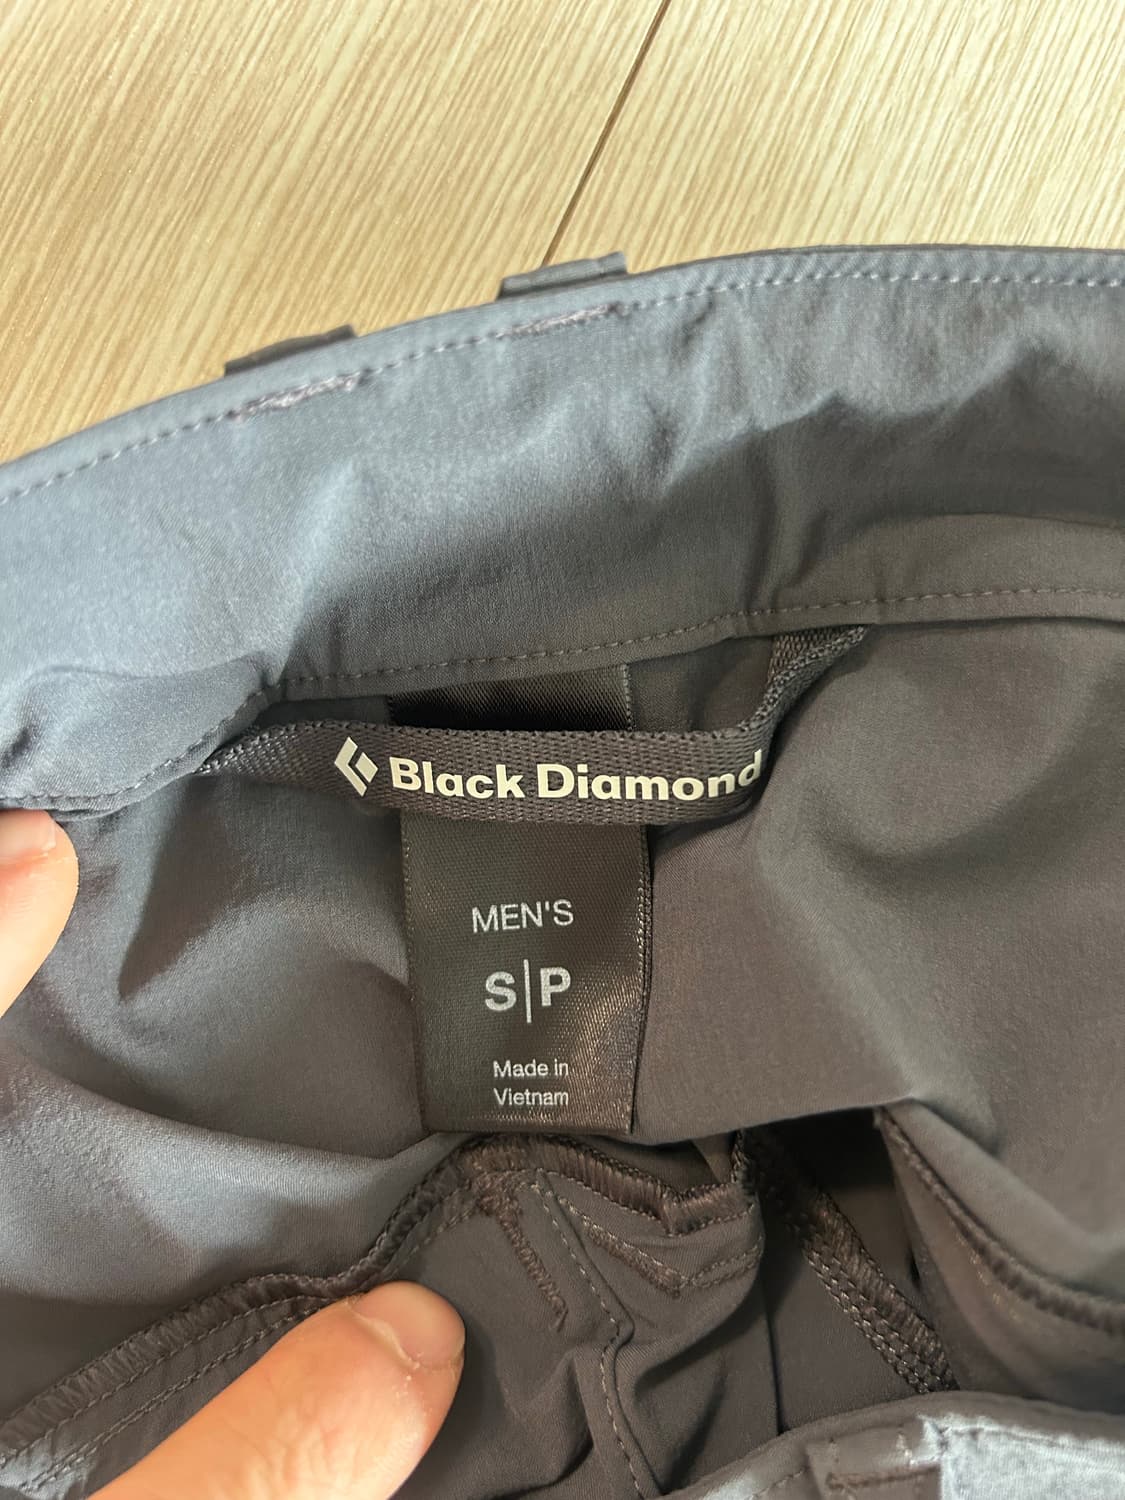 Black Diamond
MEN'S
S|P
Made in
Vietnam